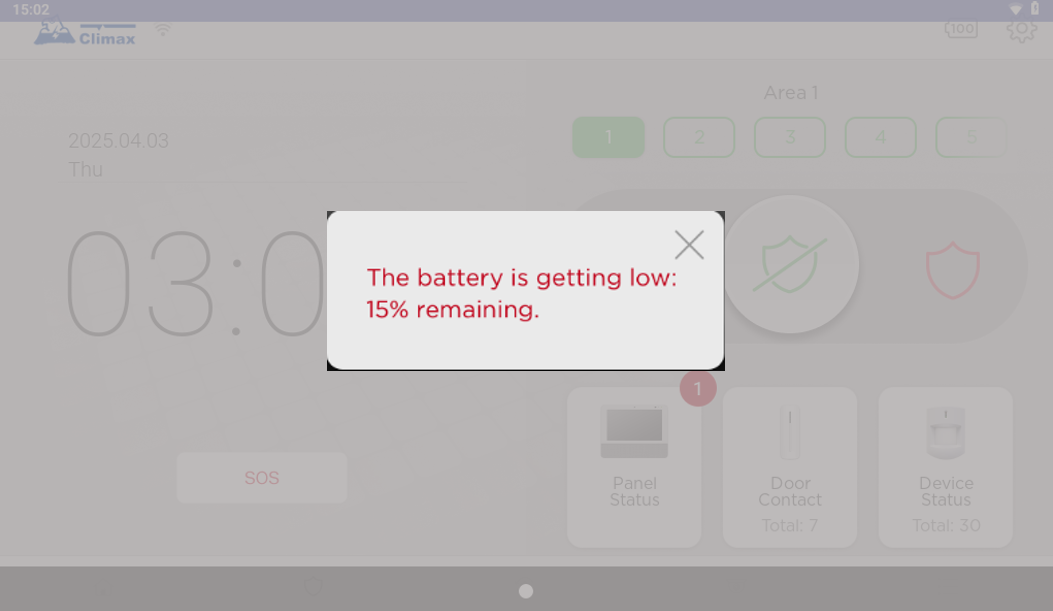 15:02
Climax
100
Area 1
1 2 3 4 5
2025.04.03
Thu
03:0
The battery is getting low:
15% remaining.
SOS
1
Panel
Status
Door
Contact
Total: 7
Device
Status
Total: 30